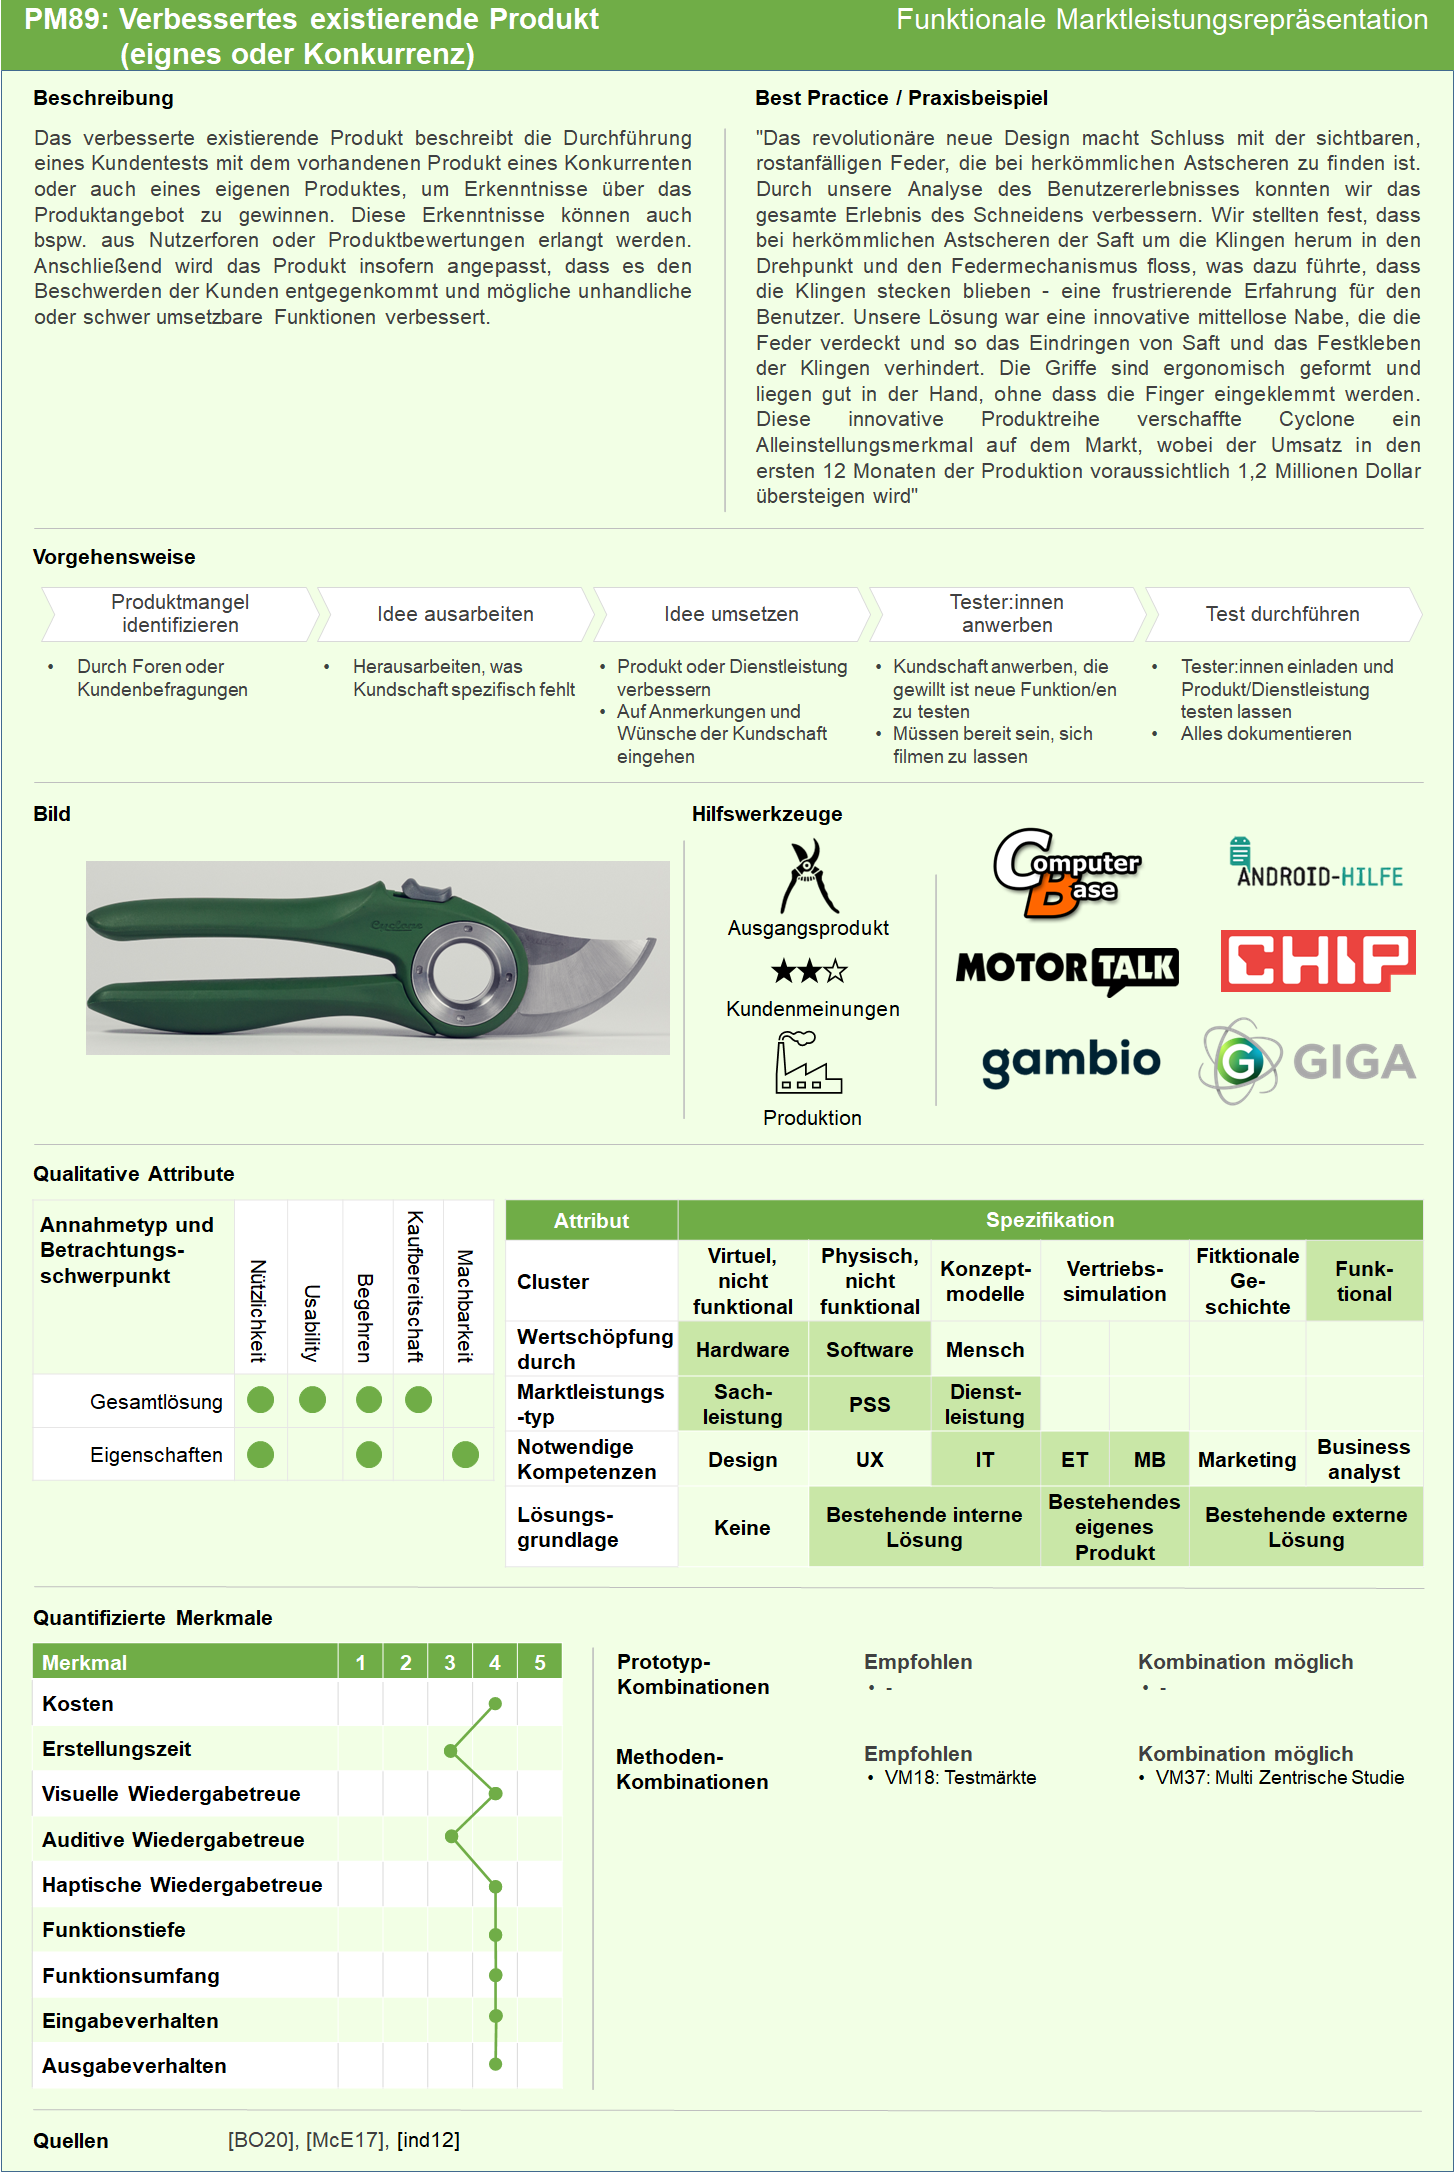 PM89: Verbessertes existierende Produkt
(eignes oder Konkurrenz)
Funktionale Marktleistungsrepräsentation
Beschreibung
Das verbesserte existierende Produkt beschreibt die Durchführung
eines Kundentests mit dem vorhandenen Produkt eines Konkurrenten
oder auch eines eigenen Produktes, um Erkenntnisse über das
Produktangebot zu gewinnen. Diese Erkenntnisse können auch
bspw. aus Nutzerforen oder Produktbewertungen erlangt werden.
Anschließend wird das Produkt insofern angepasst, dass es den
Beschwerden der Kunden entgegenkommt und mögliche unhandliche
oder schwer umsetzbare Funktionen verbessert.
Best Practice / Praxisbeispiel
"Das revolutionäre neue Design macht Schluss mit der sichtbaren,
rostanfälligen Feder, die bei herkömmlichen Astscheren zu finden ist.
Durch unsere Analyse des Benutzererlebnisses konnten wir das
gesamte Erlebnis des Schneidens verbessern. Wir stellten fest, dass
bei herkömmlichen Astscheren der Saft um die Klingen herum in den
Drehpunkt und den Federmechanismus floss, was dazu führte, dass
die Klingen stecken blieben - eine frustrierende Erfahrung für den
Benutzer. Unsere Lösung war eine innovative mittellose Nabe, die die
Feder verdeckt und so das Eindringen von Saft und das Festkleben
der Klingen verhindert. Die Griffe sind ergonomisch geformt und
liegen gut in der Hand, ohne dass die Finger eingeklemmt werden.
Diese innovative Produktreihe verschaffte Cyclone ein
Alleinstellungsmerkmal auf dem Markt, wobei der Umsatz in den
ersten 12 Monaten der Produktion voraussichtlich 1,2 Millionen Dollar
übersteigen wird"
Vorgehensweise
Produktmangel
identifizieren
• Durch Foren oder
Kundenbefragungen
Idee ausarbeiten
• Herausarbeiten, was
Kundschaft spezifisch fehlt
Idee umsetzen
• Produkt oder Dienstleistung
verbessern
• Auf Anmerkungen und
Wünsche der Kundschaft
eingehen
Tester:innen
anwerben
• Kundschaft anwerben, die
gewillt ist neue Funktion/en
zu testen
• Müssen bereit sein, sich
filmen zu lassen
Test durchführen
• Tester:innen einladen und
Produkt/Dienstleistung
testen lassen
• Alles dokumentieren
Bild
Cyclone
Hilfswerkzeuge
Ausgangsprodukt
Kundenmeinungen
Produktion
Computer
Base
ANDROID-HILFE
MOTOR TALK
CHIP
gambio
G GIGA
Qualitative Attribute
Annahmetyp und
Betrachtungs-
schwerpunkt
Nützlichkeit
Usability
Begehren
Kaufbereitschaft
Machbarkeit
Gesamtlösung
Eigenschaften
Attribut Spezifikation
Cluster
Virtuel,
nicht
funktional
Physisch,
nicht
funktional
Konzept-
modelle
Vertriebs-
simulation
Fitktionale
Ge-
schichte
Funk-
tional
Wertschöpfung
durch
Hardware Software Mensch
Marktleistungs
-typ
Sach-
leistung
PSS
Dienst-
leistung
Notwendige
Kompetenzen
Design UX IT ET MB Marketing
Business
analyst
Lösungs-
grundlage
Keine
Bestehende interne
Lösung
Bestehendes
eigenes
Produkt
Bestehende externe
Lösung
Quantifizierte Merkmale
Merkmal 1 2 3 4 5
Kosten
Erstellungszeit
Visuelle Wiedergabetreue
Auditive Wiedergabetreue
Haptische Wiedergabetreue
Funktionstiefe
Funktionsumfang
Eingabeverhalten
Ausgabeverhalten
Prototyp-
Kombinationen
Empfohlen
• -
Kombination möglich
• -
Methoden-
Kombinationen
Empfohlen
• VM18: Testmärkte
Kombination möglich
• VM37: Multi Zentrische Studie
Quellen [BO20], [McE17], [ind12]